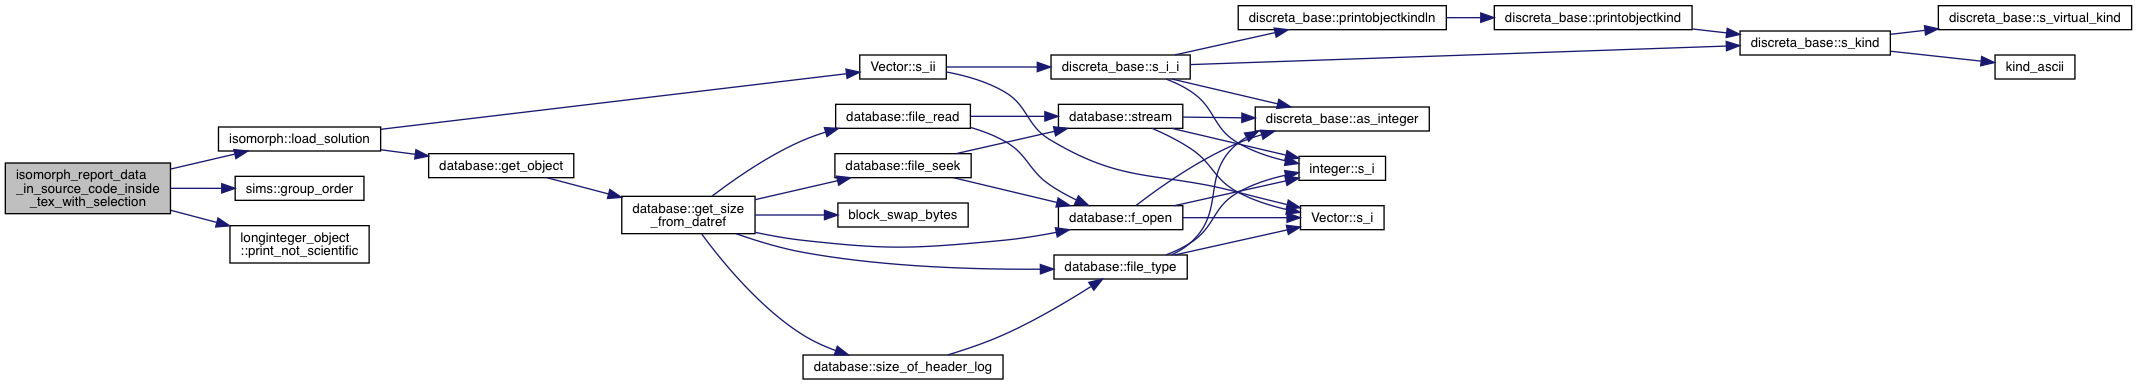 isomorph_report_data
_in_source_code_inside
_tex_with_selection
isomorph::load_solution
sims::group_order
longinteger_object
::print_not_scientific
database::get_object
database::get_size
_from_datref
Vector::s_ii
database::file_read
database::file_seek
block_swap_bytes
database::size_of_header_log
discreta_base::s_i_i
database::stream
database::f_open
database::file_type
discreta_base::printobjectkindln
discreta_base::as_integer
integer::s_i
Vector::s_i
discreta_base::printobjectkind
discreta_base::s_kind
discreta_base::s_virtual_kind
kind_ascii